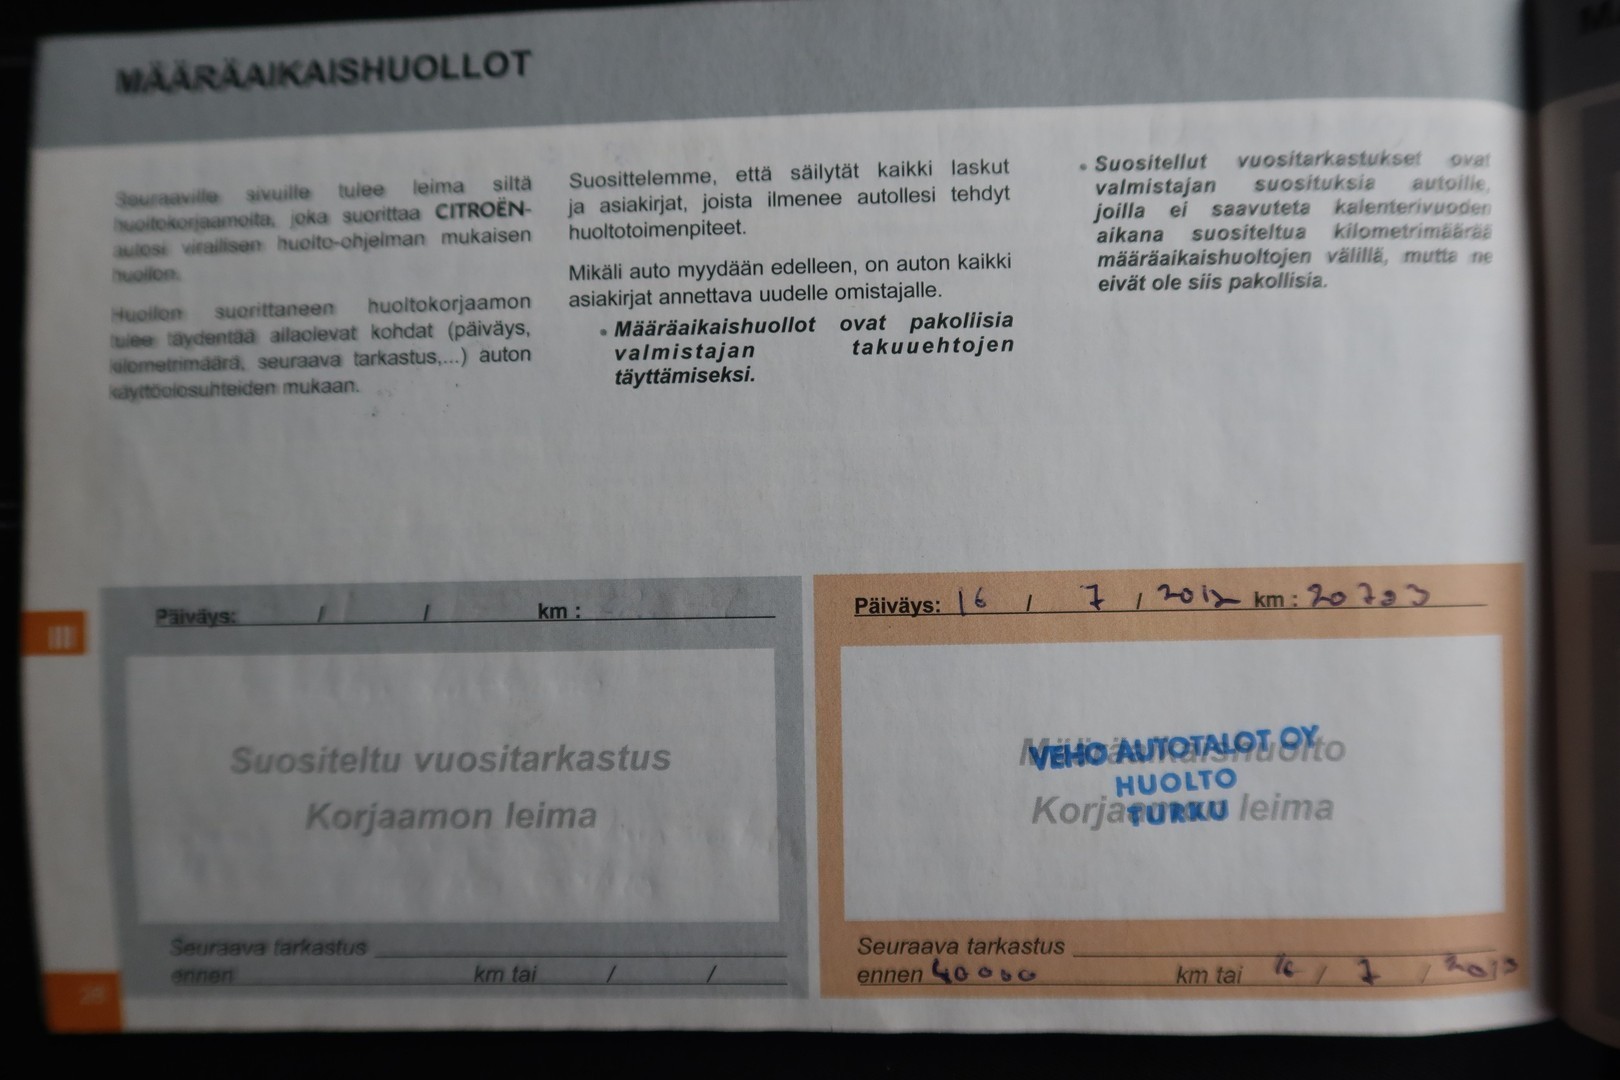 MÄÄRÄAIKAISHUOLLOT
Seuraaville sivuille tulee leima siltä
huoltokorjaamolta, joka suorittaa CITROËN-
autosi virallisen huolto-ohjelman mukaisen
huollon.
Huollon suorittaneen huoltokorjaamon
tulee täydentää allaolevat kohdat (päiväys,
kilometrimäärä, seuraava tarkastus,...) auton
käyttöolosuhteiden mukaan.
Suosittelemme, että säilytät kaikki laskut
ja asiakirjat, joista ilmenee autollesi tehdyt
huoltotoimenpiteet.
Mikäli auto myydään edelleen, on auton kaikki
asiakirjat annettava uudelle omistajalle.
• Määräaikaishuollot ovat pakollisia
valmistajan takuuehtojen
täyttämiseksi.
• Suositellut vuositarkastukset ovat
valmistajan suosituksia autoille,
joilla ei saavuteta kalenterivuoden
aikana suositeltua kilometrimäärää
määräaikaishuoltojen välillä, mutta ne
eivät ole siis pakollisia.
Päiväys: / / km :
Suositeltu vuositarkastus
Korjaamon leima
Seuraava tarkastus
ennen km tai / /
Päiväys: 16 / 7 / 2012 km : 20703
Määräaikaishuolto
VEHO AUTOTALOT OY
HUOLTO
Korjaamon leima
TURKU
Seuraava tarkastus
ennen 40000 km tai 16 / 7 / 2013
III
26